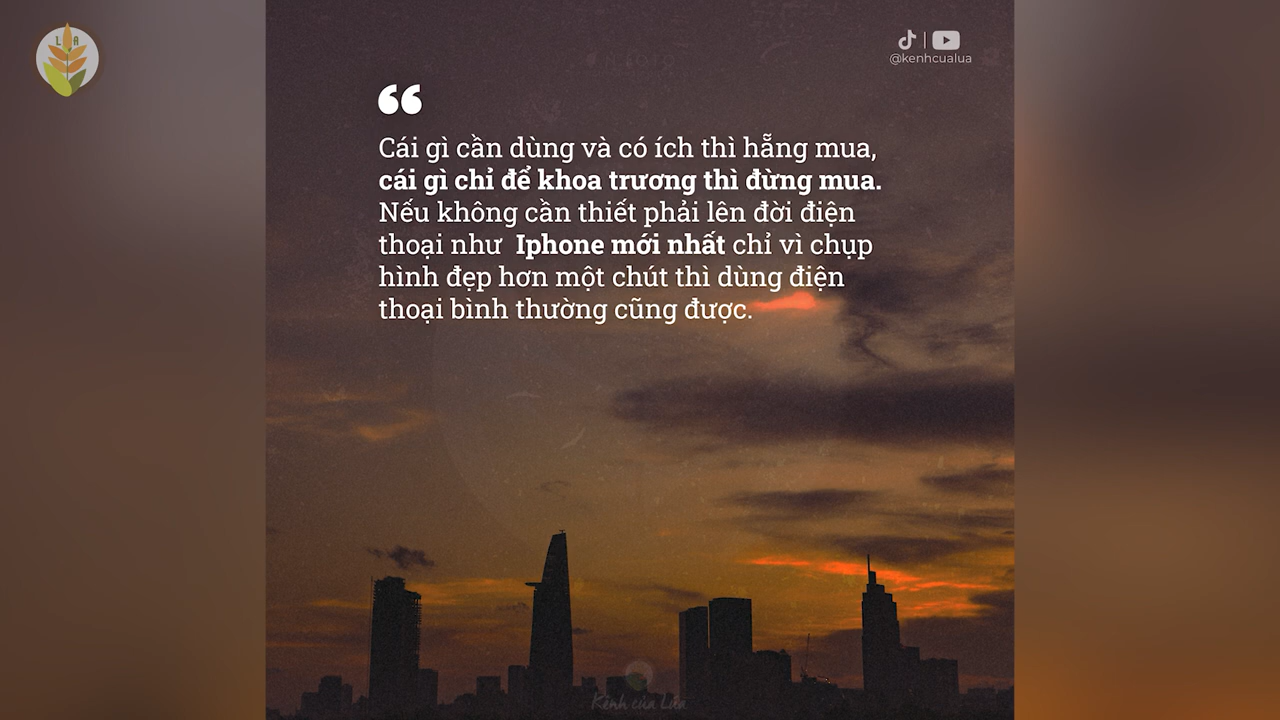 L A
@kenhcualua
Cái gì cần dùng và có ích thì hẵng mua,
cái gì chỉ để khoa trương thì đừng mua.
Nếu không cần thiết phải lên đời điện
thoại như Iphone mới nhất chỉ vì chụp
hình đẹp hơn một chút thì dùng điện
thoại bình thường cũng được.
Kênh của Lúa